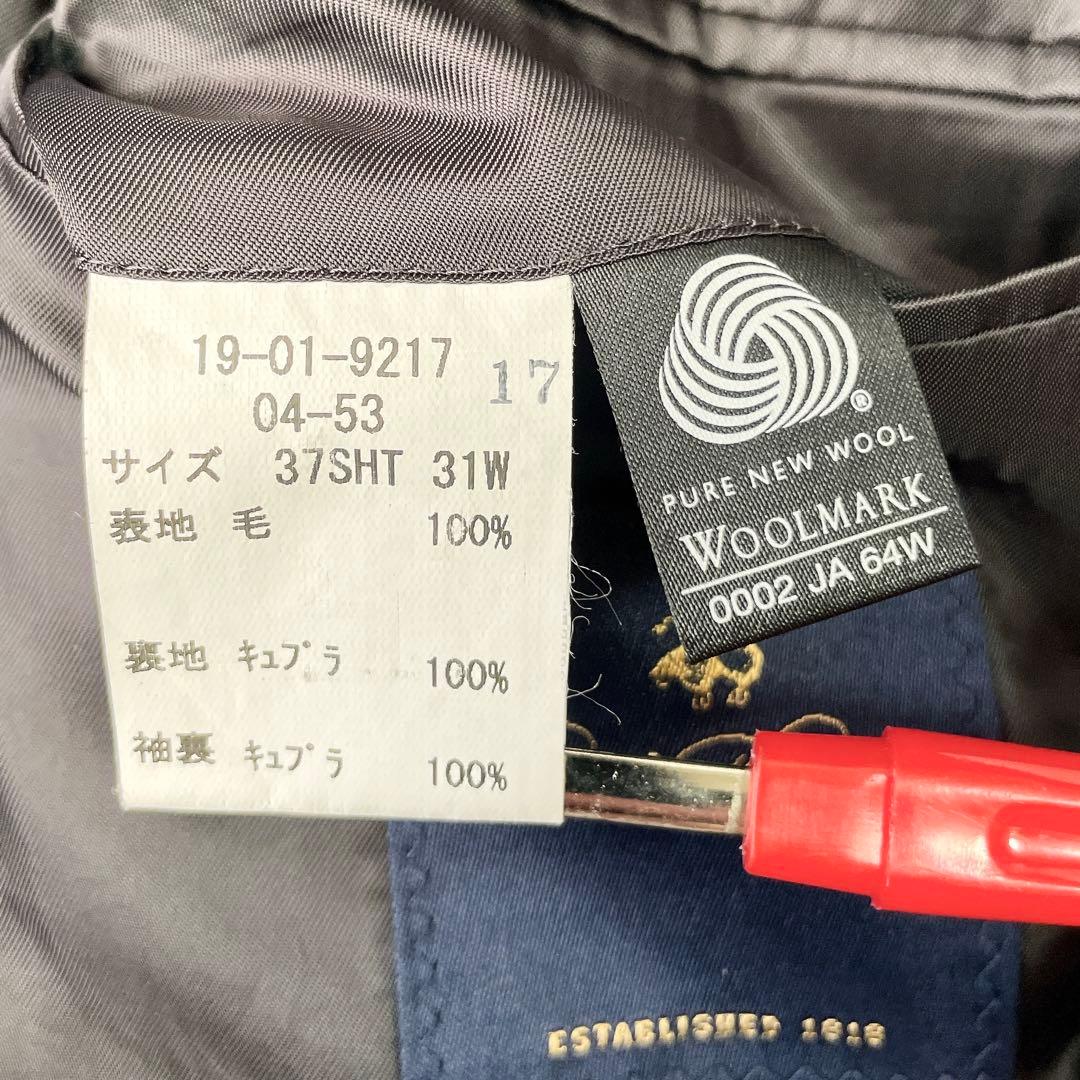 19-01-9217
17
04-53
サイズ 37SHT 31W
表地 毛 100%
裏地 キュプラ 100%
袖裏 キュプラ 100%
®
PURE NEW WOOL
WOOLMARK
0002 JA 64W
ESTABLISHED 1818